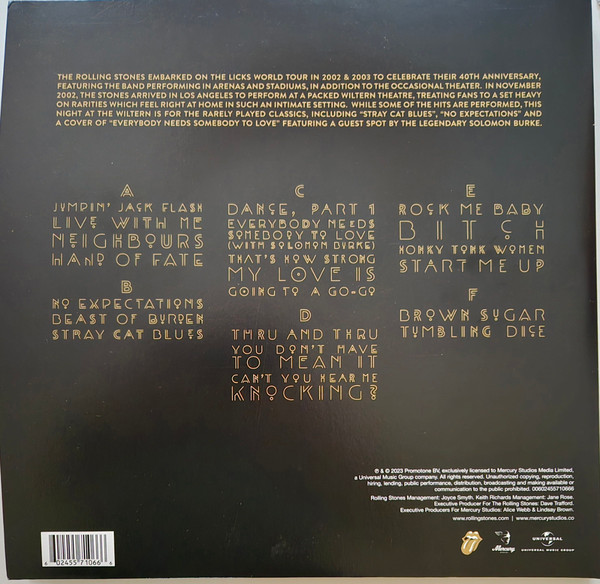 THE ROLLING STONES EMBARKED ON THE LICKS WORLD TOUR IN 2002 & 2003 TO CELEBRATE THEIR 40TH ANNIVERSARY,
FEATURING THE BAND PERFORMING IN ARENAS AND STADIUMS, IN ADDITION TO THE OCCASIONAL THEATER. IN NOVEMBER
2002, THE STONES ARRIVED IN LOS ANGELES TO PERFORM AT A PACKED WILTERN THEATRE, TREATING FANS TO A SET HEAVY
ON RARITIES WHICH FEEL RIGHT AT HOME IN SUCH AN INTIMATE SETTING. WHILE SOME OF THE HITS ARE PERFORMED, THIS
NIGHT AT THE WILTERN IS FOR THE RARELY PLAYED CLASSICS, INCLUDING "STRAY CAT BLUES", "NO EXPECTATIONS" AND
A COVER OF "EVERYBODY NEEDS SOMEBODY TO LOVE" FEATURING A GUEST SPOT BY THE LEGENDARY SOLOMON BURKE.
A
JUMPIN' JACK FLASH
LIVE WITH ME
NEIGHBOURS
HAND OF FATE
B
NO EXPECTATIONS
BEAST OF BURDEN
STRAY CAT BLUES
C
DANCE, PART 1
EVERYBODY NEEDS
SOMEBODY TO LOVE
(WITH SOLOMON BURKE)
THAT'S HOW STRONG
MY LOVE IS
GOING TO A GO-GO
D
THRU AND THRU
YOU DON'T HAVE
TO MEAN IT
CAN'T YOU HEAR ME
KNOCKING?
E
ROCK ME BABY
BITCH
HONKY TONK WOMEN
START ME UP
F
BROWN SUGAR
TUMBLING DICE
℗ & © 2023 Promotone BV, exclusively licensed to Mercury Studios Media Limited,
a Universal Music Group company. All rights reserved. Unauthorized copying, reproduction,
hiring, lending, public performance, distribution, broadcasting and making available or
communication to the public prohibited. 00602455710666
Rolling Stones Management: Joyce Smyth. Keith Richards Management: Jane Rose.
Executive Producer For The Rolling Stones: Dave Trafford.
Executive Producers For Mercury Studios: Alice Webb & Lindsay Brown.
www.rollingstones.com | www.mercurystudios.co
Mercury
UNIVERSAL
UNIVERSAL MUSIC GROUP
6 02455 71066 6